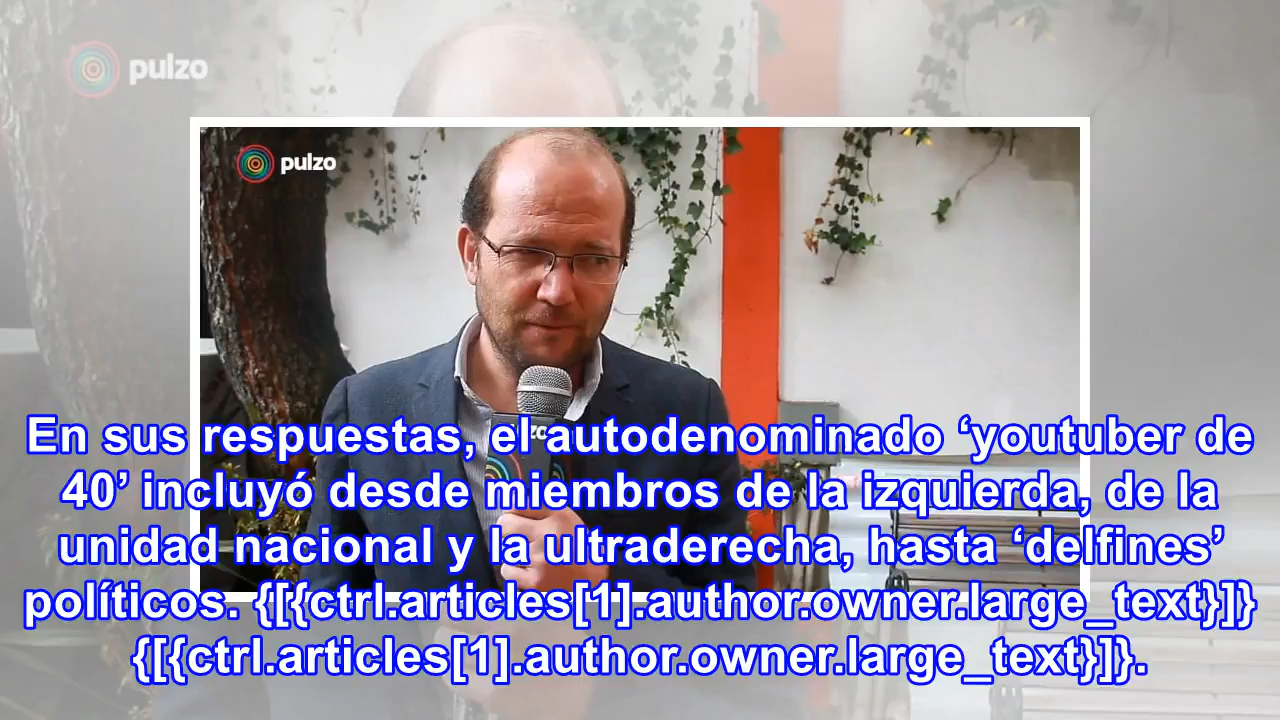 pulzo
pulzo
En sus respuestas, el autodenominado ‘youtuber de
40’ incluyó desde miembros de la izquierda, de la
unidad nacional y la ultraderecha, hasta ‘delfines’
políticos. {[{ctrl.articles[1].author.owner.large_text}]}
{[{ctrl.articles[1].author.owner.large_text}]}.